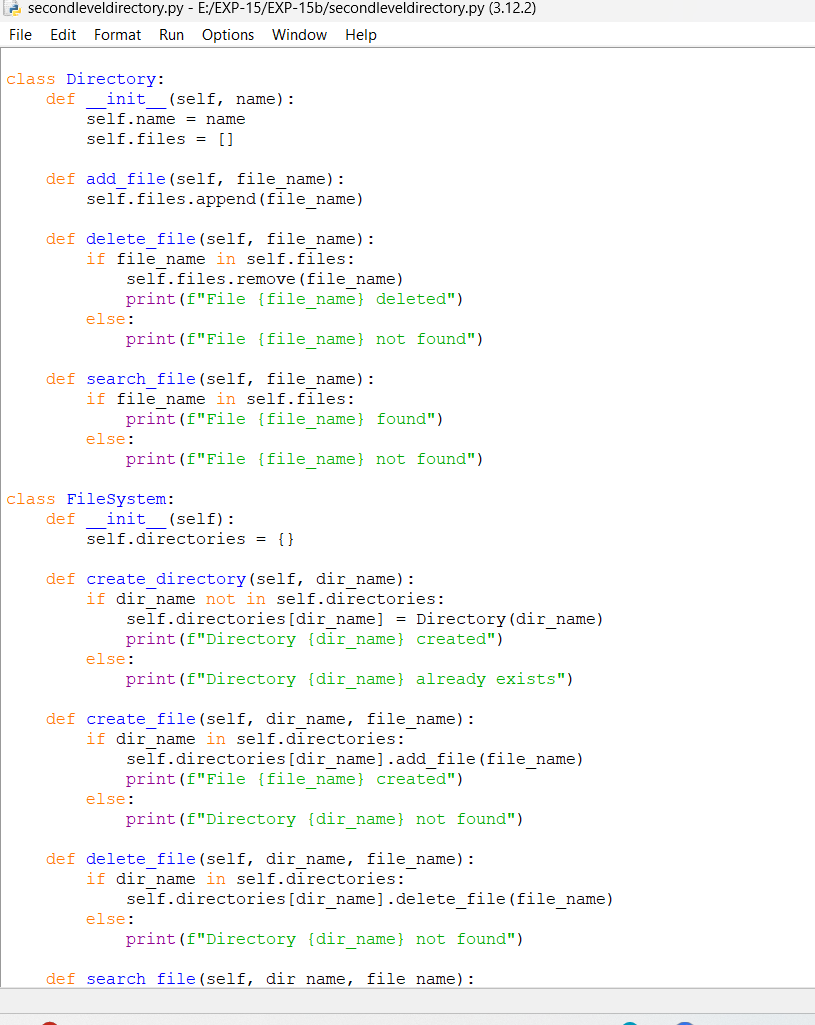 secondleveldirectory.py - E:/EXP-15/EXP-15b/secondleveldirectory.py (3.12.2)
File Edit Format Run Options Window Help
class Directory:
    def __init__(self, name):
        self.name = name
        self.files = []

    def add_file(self, file_name):
        self.files.append(file_name)

    def delete_file(self, file_name):
        if file_name in self.files:
            self.files.remove(file_name)
            print(f"File {file_name} deleted")
        else:
            print(f"File {file_name} not found")

    def search_file(self, file_name):
        if file_name in self.files:
            print(f"File {file_name} found")
        else:
            print(f"File {file_name} not found")

class FileSystem:
    def __init__(self):
        self.directories = {}

    def create_directory(self, dir_name):
        if dir_name not in self.directories:
            self.directories[dir_name] = Directory(dir_name)
            print(f"Directory {dir_name} created")
        else:
            print(f"Directory {dir_name} already exists")

    def create_file(self, dir_name, file_name):
        if dir_name in self.directories:
            self.directories[dir_name].add_file(file_name)
            print(f"File {file_name} created")
        else:
            print(f"Directory {dir_name} not found")

    def delete_file(self, dir_name, file_name):
        if dir_name in self.directories:
            self.directories[dir_name].delete_file(file_name)
        else:
            print(f"Directory {dir_name} not found")

    def search_file(self, dir_name, file_name):